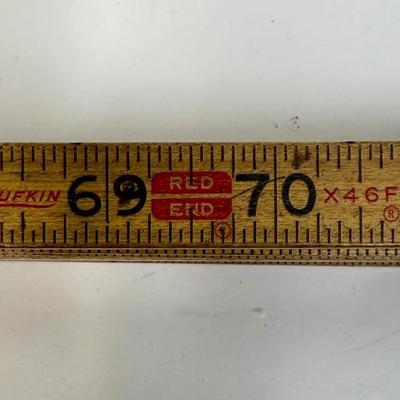 UFKIN 69 RED END ® 70 X46F ®